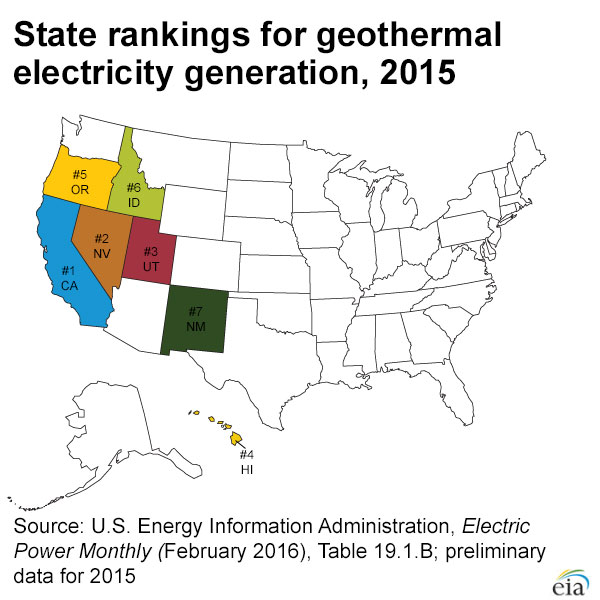 State rankings for geothermal
electricity generation, 2015
#5
OR
#6
ID
#2
NV
#3
UT
#1
CA
#7
NM
#4
HI
Source: U.S. Energy Information Administration, Electric
Power Monthly (February 2016), Table 19.1.B; preliminary
data for 2015
eia